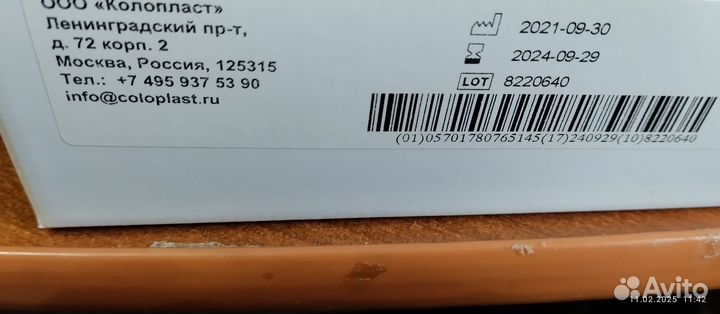 ООО «Колопласт»
Ленинградский пр-т,
д. 72 корп. 2
Москва, Россия, 125315
Тел.: +7 495 937 53 90
info@coloplast.ru
2021-09-30
2024-09-29
LOT 8220640
(01)05701780765145(17)240929(10)8220640
Avito
11.02.2025 11:42